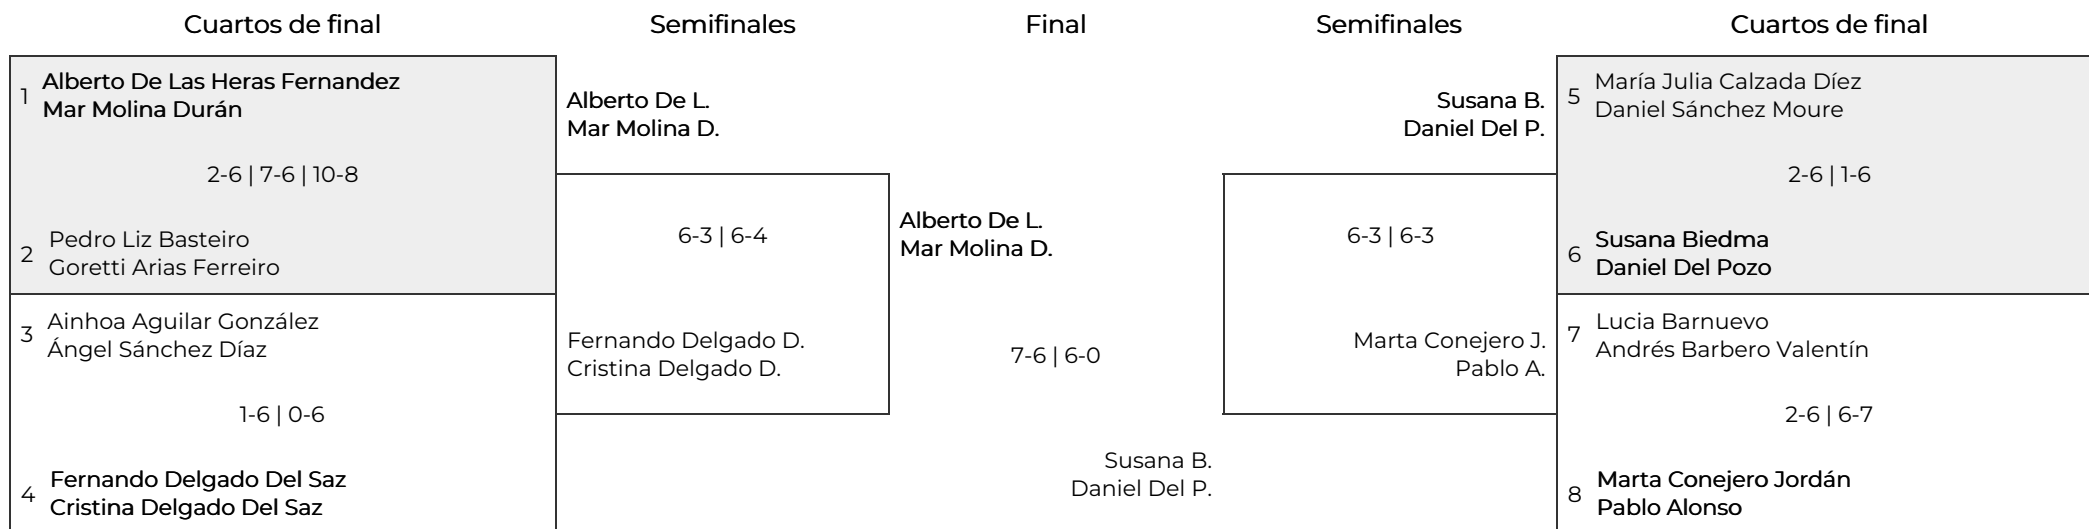 Cuartos de final
Semifinales
Final
Semifinales
Cuartos de final
1
Alberto De Las Heras Fernandez
Mar Molina Durán
2-6 | 7-6 | 10-8
2
Pedro Liz Basteiro
Goretti Arias Ferreiro
3
Ainhoa Aguilar González
Ángel Sánchez Díaz
1-6 | 0-6
4
Fernando Delgado Del Saz
Cristina Delgado Del Saz
Alberto De L.
Mar Molina D.
6-3 | 6-4
Fernando Delgado D.
Cristina Delgado D.
Alberto De L.
Mar Molina D.
7-6 | 6-0
Susana B.
Daniel Del P.
Susana B.
Daniel Del P.
6-3 | 6-3
Marta Conejero J.
Pablo A.
5
María Julia Calzada Díez
Daniel Sánchez Moure
2-6 | 1-6
6
Susana Biedma
Daniel Del Pozo
7
Lucia Barnuevo
Andrés Barbero Valentín
2-6 | 6-7
8
Marta Conejero Jordán
Pablo Alonso